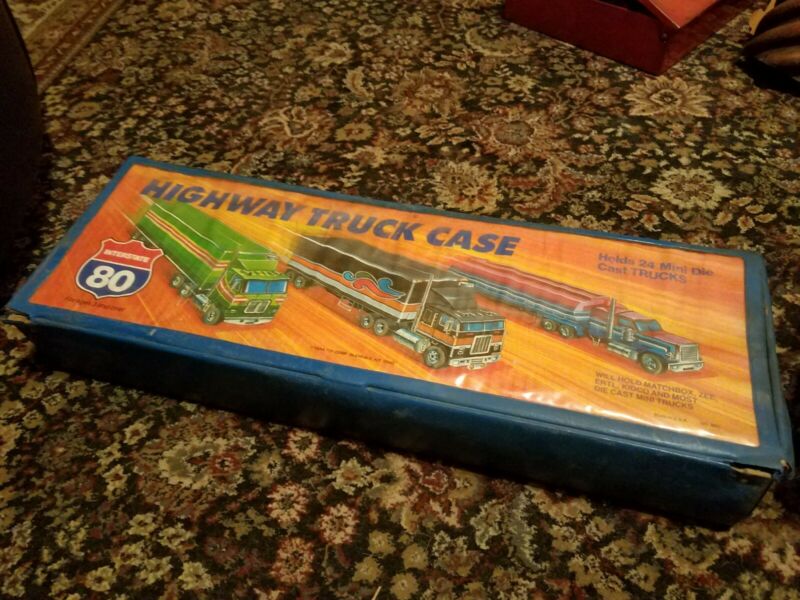 HIGHWAY TRUCK CASE
INTERSTATE
80
Holds 24 Mini Die
Cast TRUCKS
WILL HOLD MATCHBOX, ZEE,
ERTL, KIDCO AND MOST
DIE CAST MINI TRUCKS